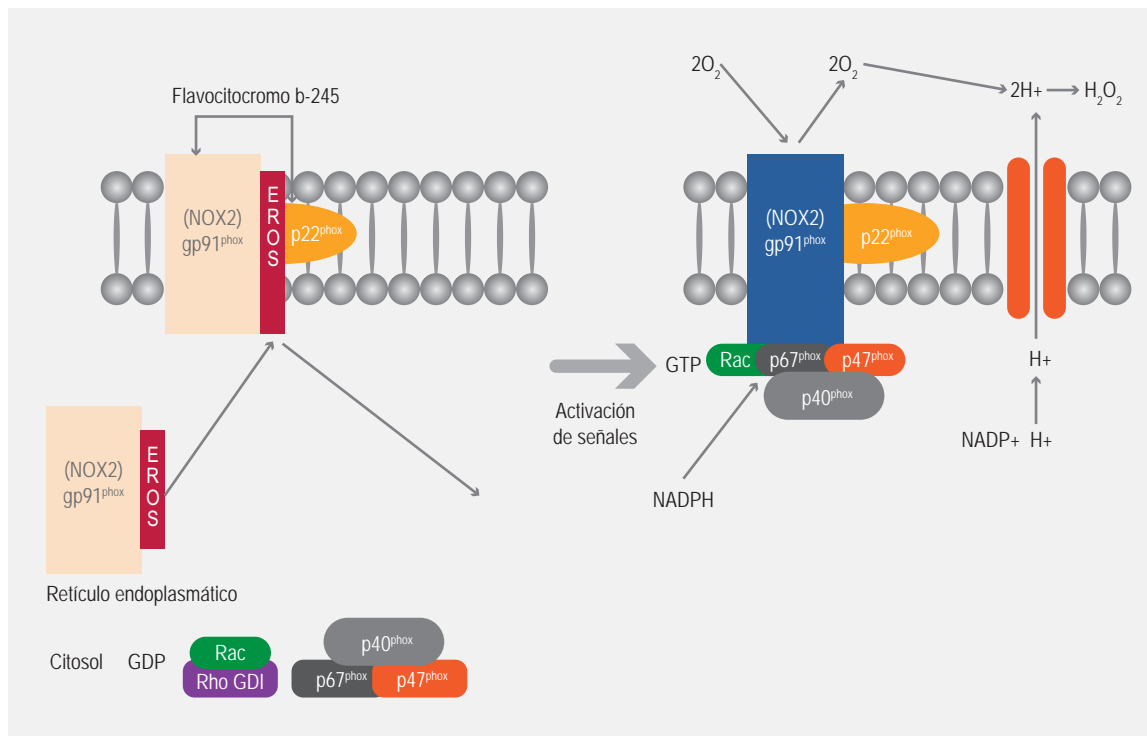 Flavocitocromo b-245
(NOX2)
gp91phox
E
R
O
S
p22phox
(NOX2)
gp91phox
E
R
O
S
Retículo endoplasmático
Citosol GDP
Rac
Rho GDI
p40phox
p67phox
p47phox
Activación
de señales
2O2
2O2
2H+
H2O2
(NOX2)
gp91phox
p22phox
GTP
Rac
p67phox
p47phox
p40phox
NADPH
H+
NADP+ H+